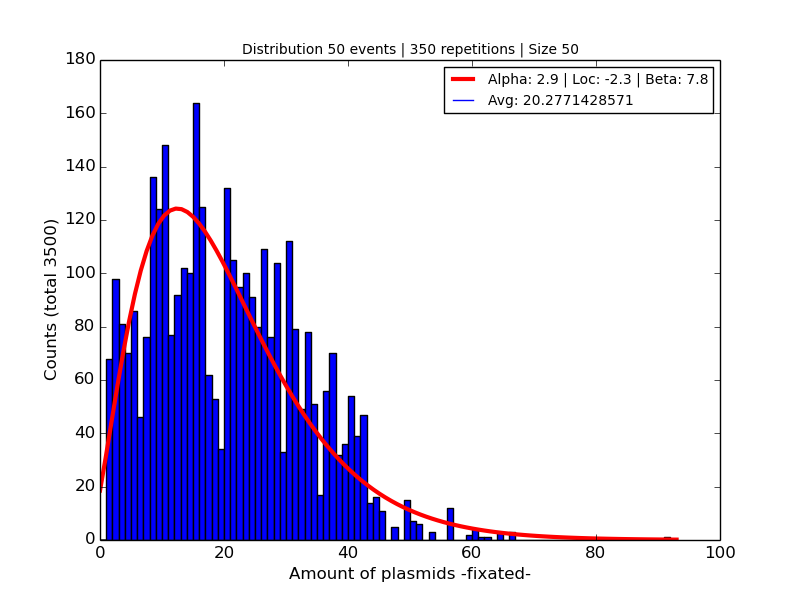 Distribution 50 events | 350 repetitions | Size 50
Alpha: 2.9 | Loc: -2.3 | Beta: 7.8
Avg: 20.2771428571
180
160
140
120
100
80
60
40
20
0
Counts (total 3500)
0 20 40 60 80 100
Amount of plasmids -fixated-